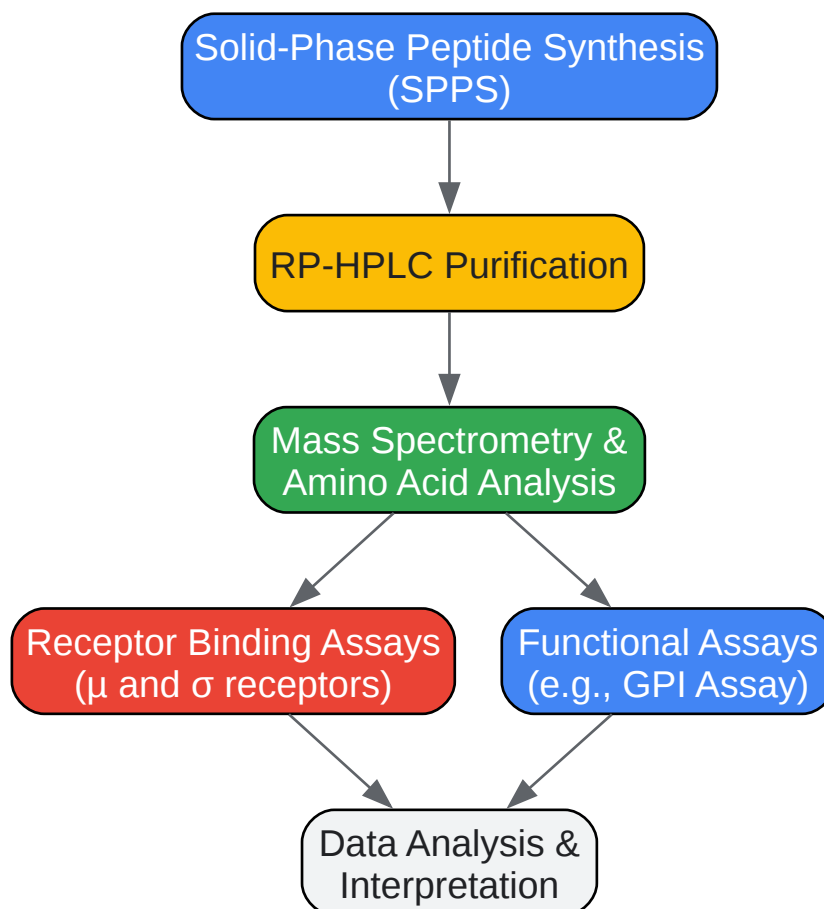 Solid-Phase Peptide Synthesis
(SPPS)
RP-HPLC Purification
Mass Spectrometry &
Amino Acid Analysis
Receptor Binding Assays
(μ and σ receptors)
Functional Assays
(e.g., GPI Assay)
Data Analysis &
Interpretation